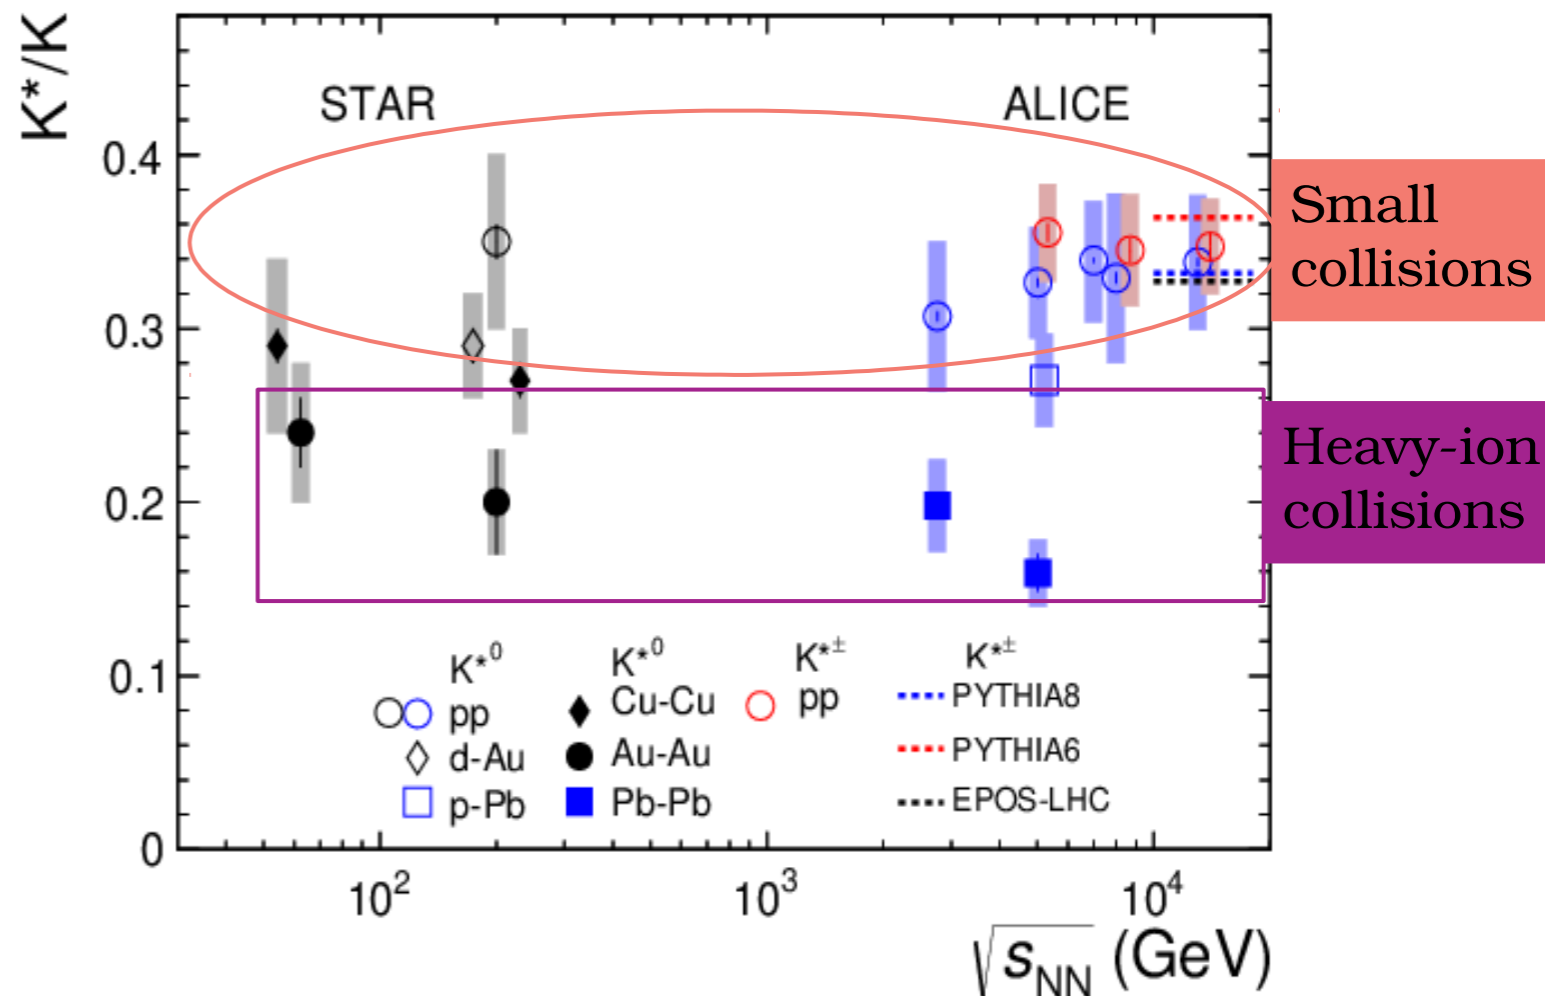 K*/K
STAR
ALICE
0.4
0.3
0.2
0.1
0
Small
collisions
Heavy-ion
collisions
K*⁰
pp
d-Au
p-Pb
K*⁰
Cu-Cu
Au-Au
Pb-Pb
K*±
pp
K*±
PYTHIA8
PYTHIA6
EPOS-LHC
10²
10³
10⁴
√sNN (GeV)